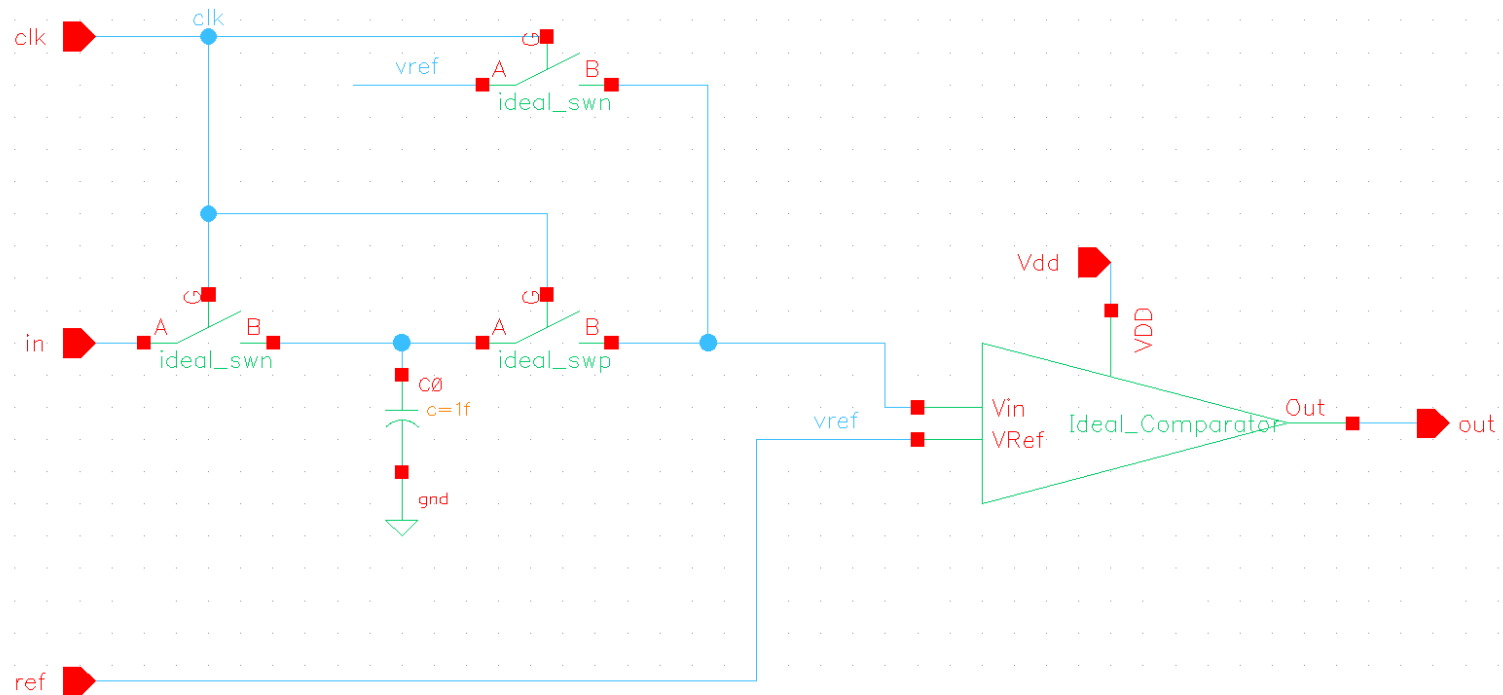 clk
clk
G
vref
A
B
ideal_swn
G
G
Vdd
in
A
B
ideal_swn
A
B
ideal_swp
VDD
C0
c=1f
vref
Vin
VRef
Ideal_Comparator
Out
out
gnd
ref